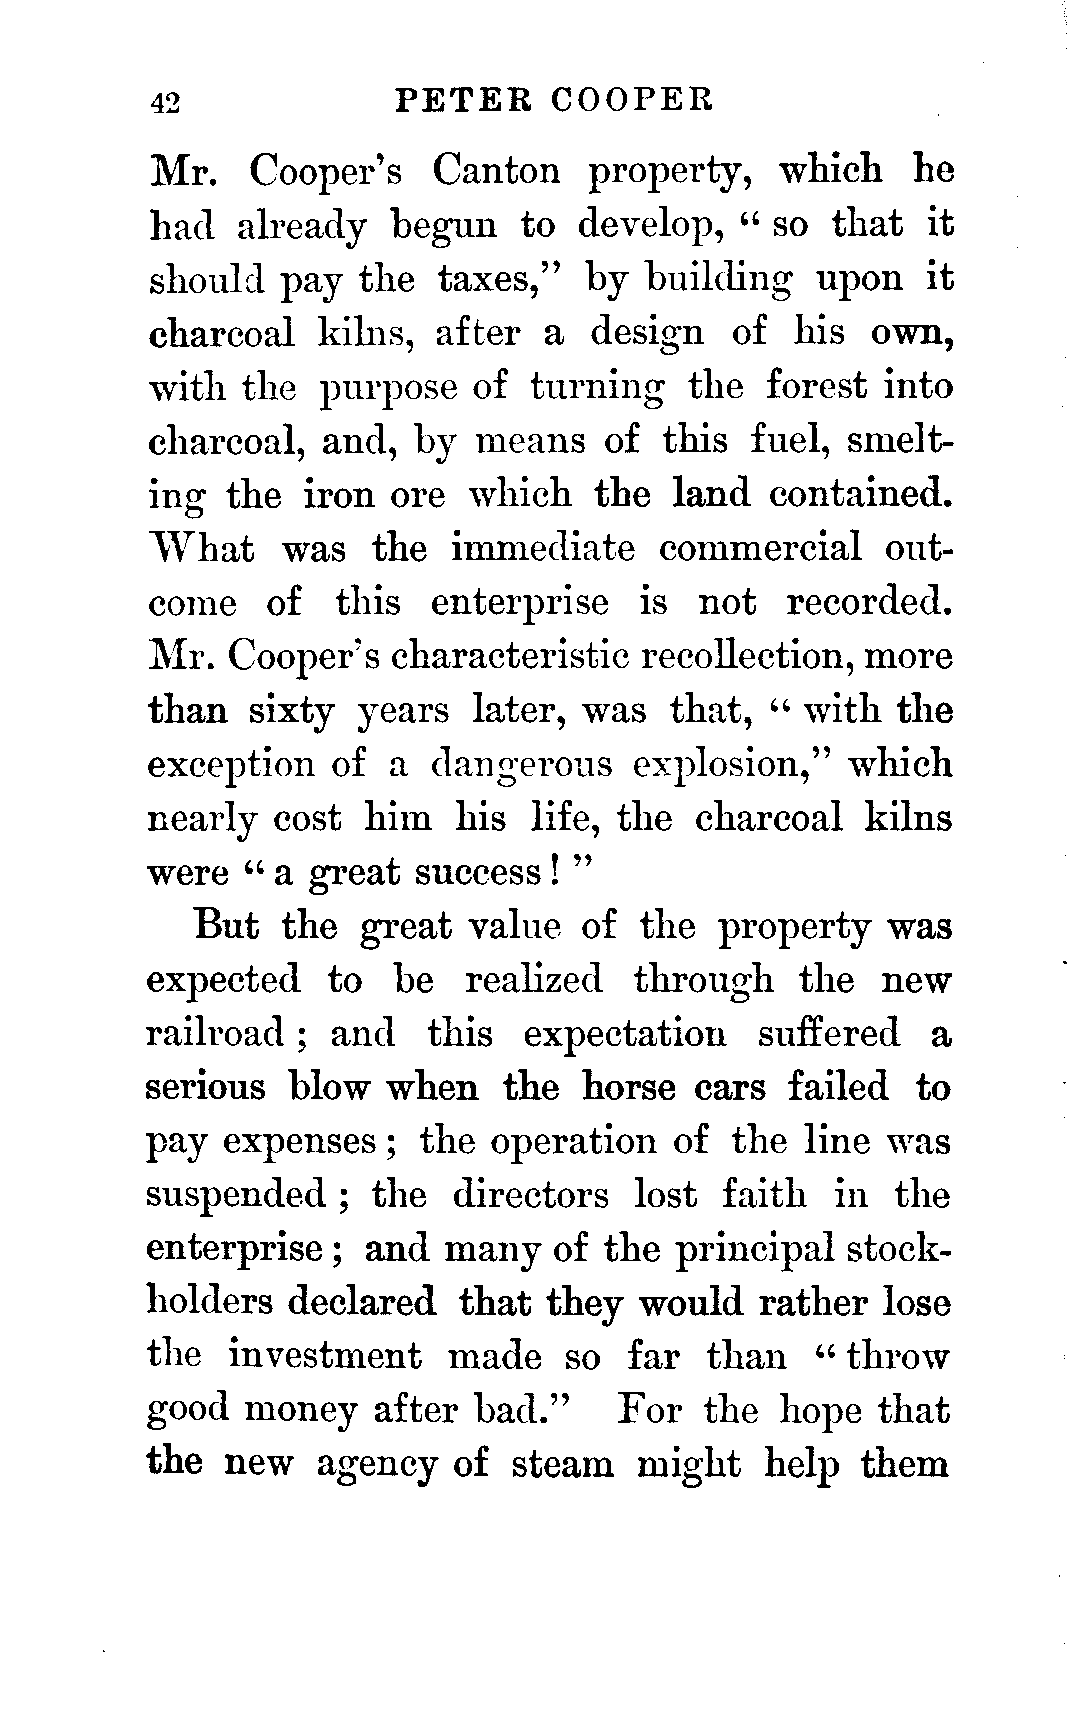 42 PETER COOPER
Mr. Cooper's Canton property, which he
had already begun to develop, " so that it
should pay the taxes," by building upon it
charcoal kilns, after a design of his own,
with the purpose of turning the forest into
charcoal, and, by means of this fuel, smelt-
ing the iron ore which the land contained.
What was the immediate commercial out-
come of this enterprise is not recorded.
Mr. Cooper's characteristic recollection, more
than sixty years later, was that, " with the
exception of a dangerous explosion," which
nearly cost him his life, the charcoal kilns
were " a great success ! "
But the great value of the property was
expected to be realized through the new
railroad ; and this expectation suffered a
serious blow when the horse cars failed to
pay expenses ; the operation of the line was
suspended ; the directors lost faith in the
enterprise ; and many of the principal stock-
holders declared that they would rather lose
the investment made so far than " throw
good money after bad." For the hope that
the new agency of steam might help them